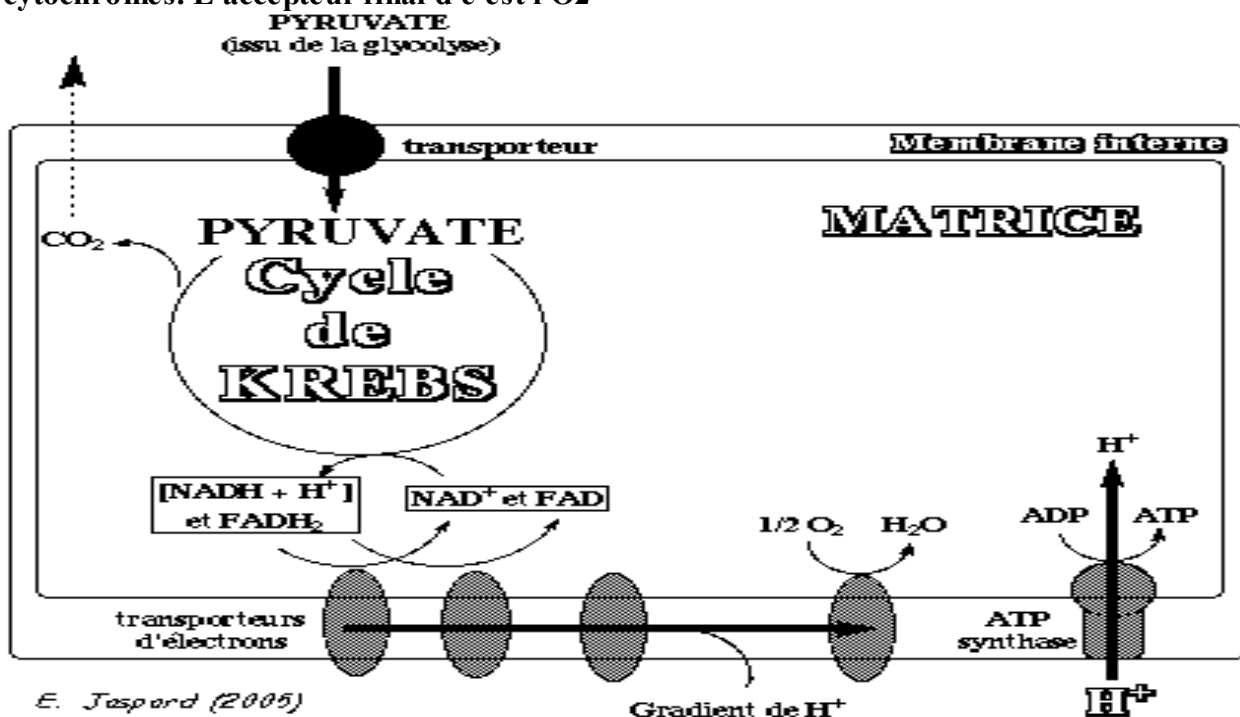 cytochromes. L'accepteur final d'e est l'O2
PYRUVATE
(issu de la glycolyse)
transporteur
Membrane interne
MATRICE
CO₂
PYRUVATE
Cycle
de
KREBS
[NADH + H⁺]
et FADH₂
NAD⁺ et FAD
1/2 O₂
H₂O
H⁺
ADP
ATP
transporteurs
d'électrons
ATP
synthase
E. Jaspard (2005)
Gradient de H⁺
H⁺